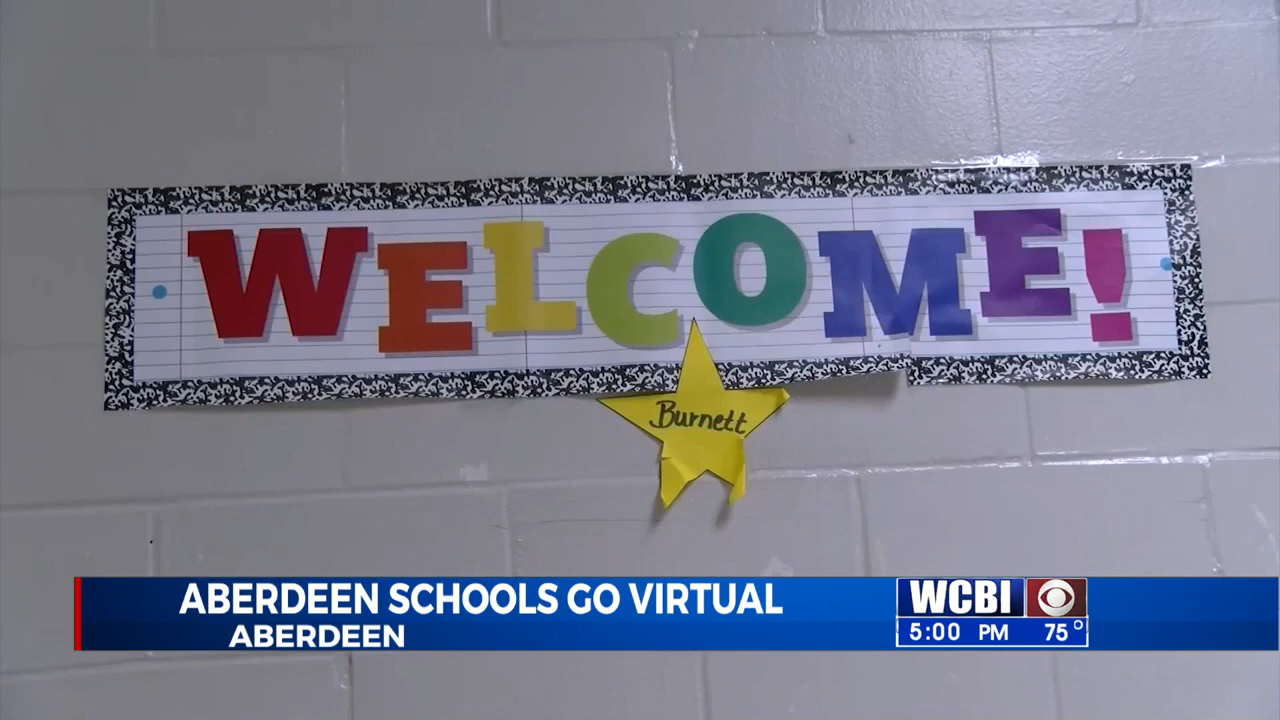 WELCOME!
Burnett
ABERDEEN SCHOOLS GO VIRTUAL
ABERDEEN
WCBI
5:00 PM 75°